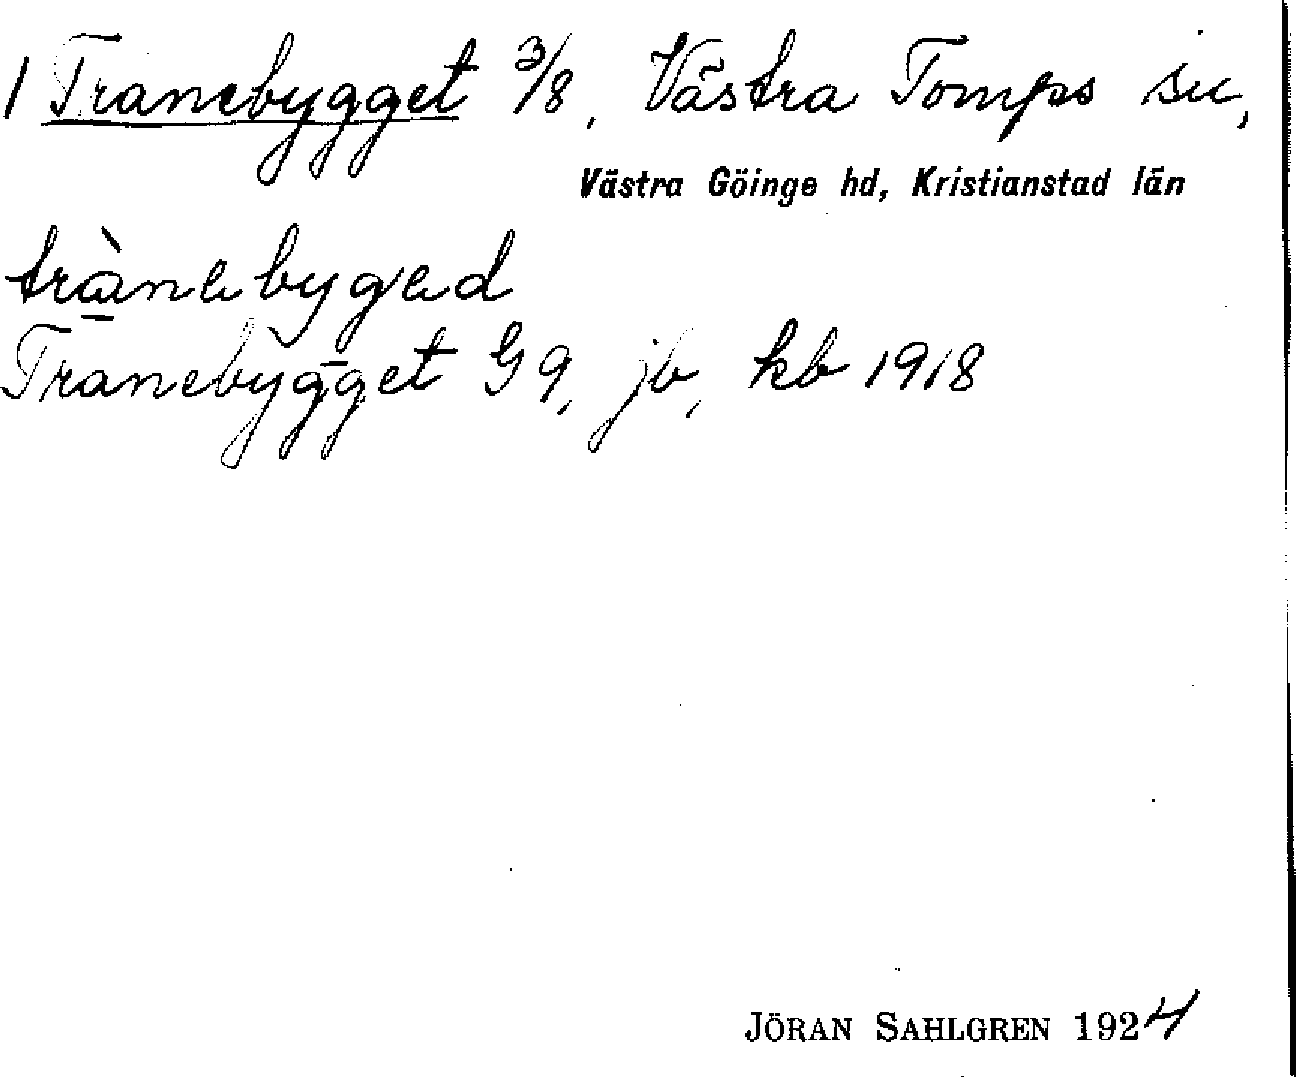 1 Tranebygget 3/8, Västra Torups sn,
Västra Göinge hd, Kristianstad län
trànebyged
Tranebygget G 9, jb, kb 1918
JÖRAN SAHLGREN 1924